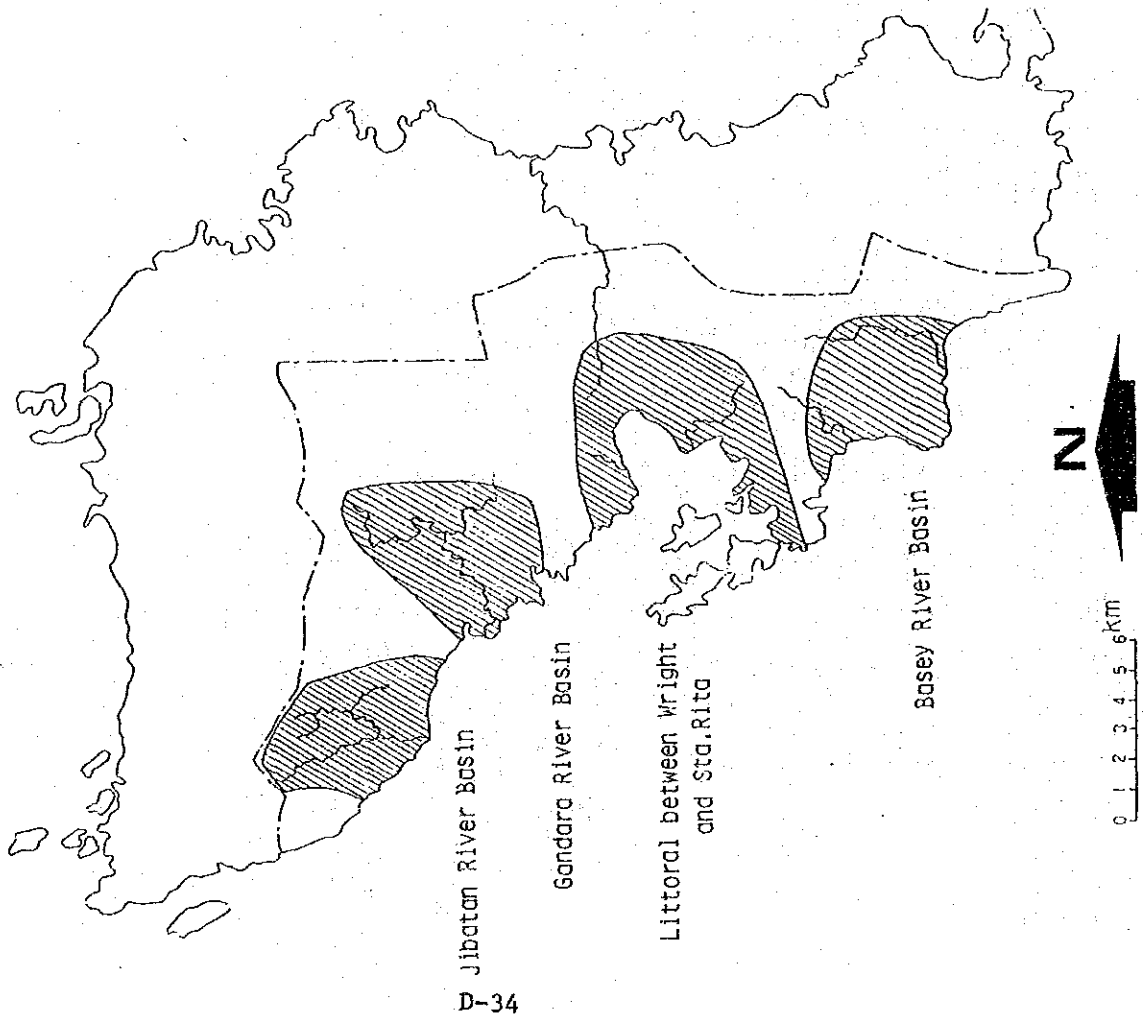 Jibatan River Basin
Gandara River Basin
Littoral between Wright
and Sta.Rita
Basey River Basin
N
0 1 2 3 4 5 6km
D-34